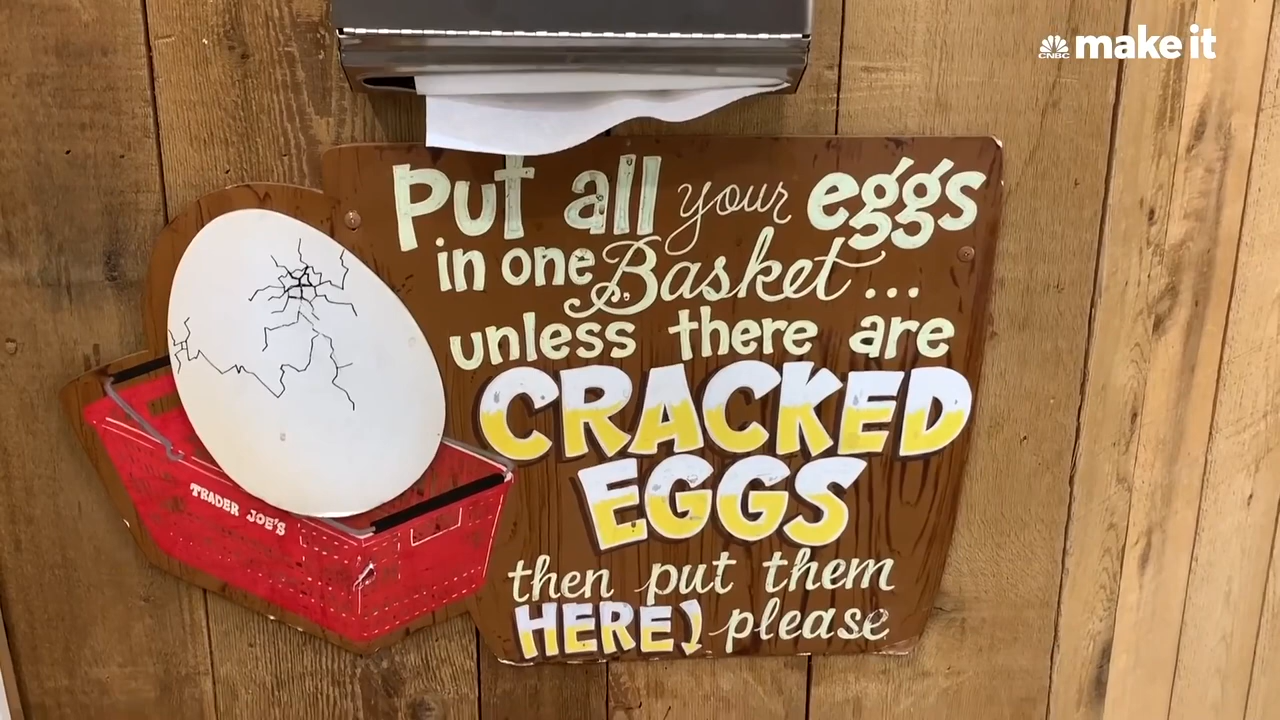 CNBC make it
Put all your eggs
in one Basket...
unless there are
CRACKED
EGGS
then put them
HERE please
TRADER JOE'S